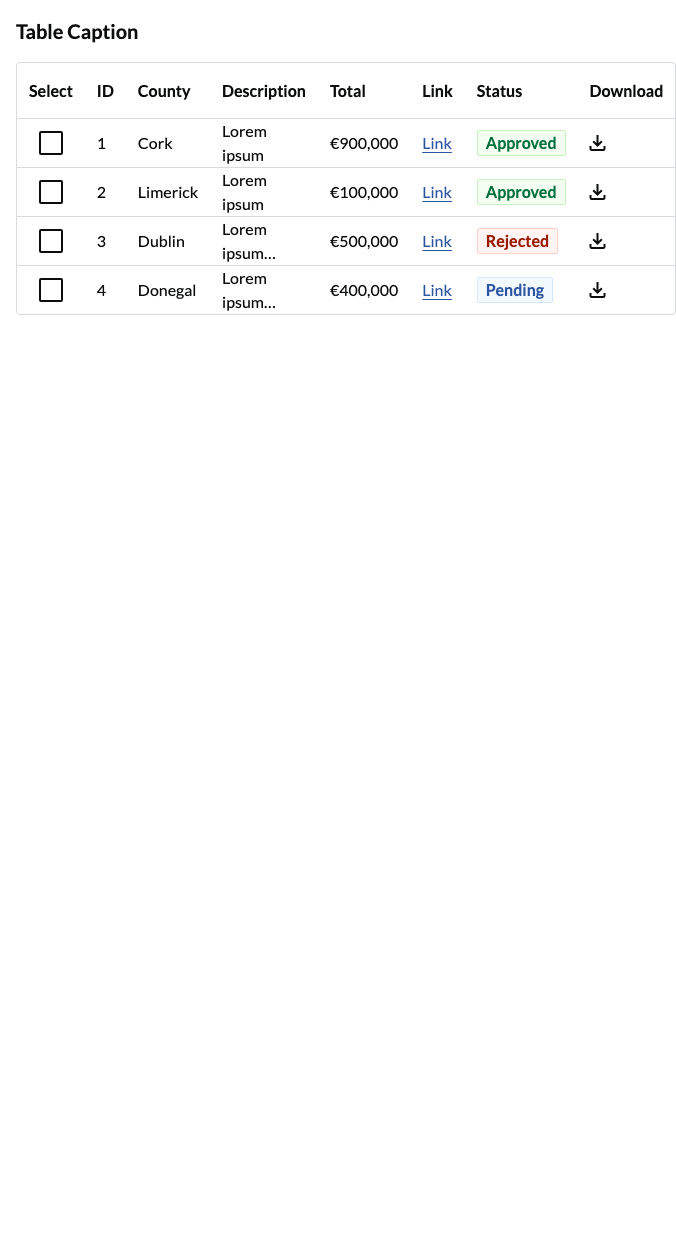 Table Caption
Select ID County Description Total Link Status Download
1 Cork Lorem ipsum €900,000 Link Approved
2 Limerick Lorem ipsum €100,000 Link Approved
3 Dublin Lorem ipsum... €500,000 Link Rejected
4 Donegal Lorem ipsum... €400,000 Link Pending